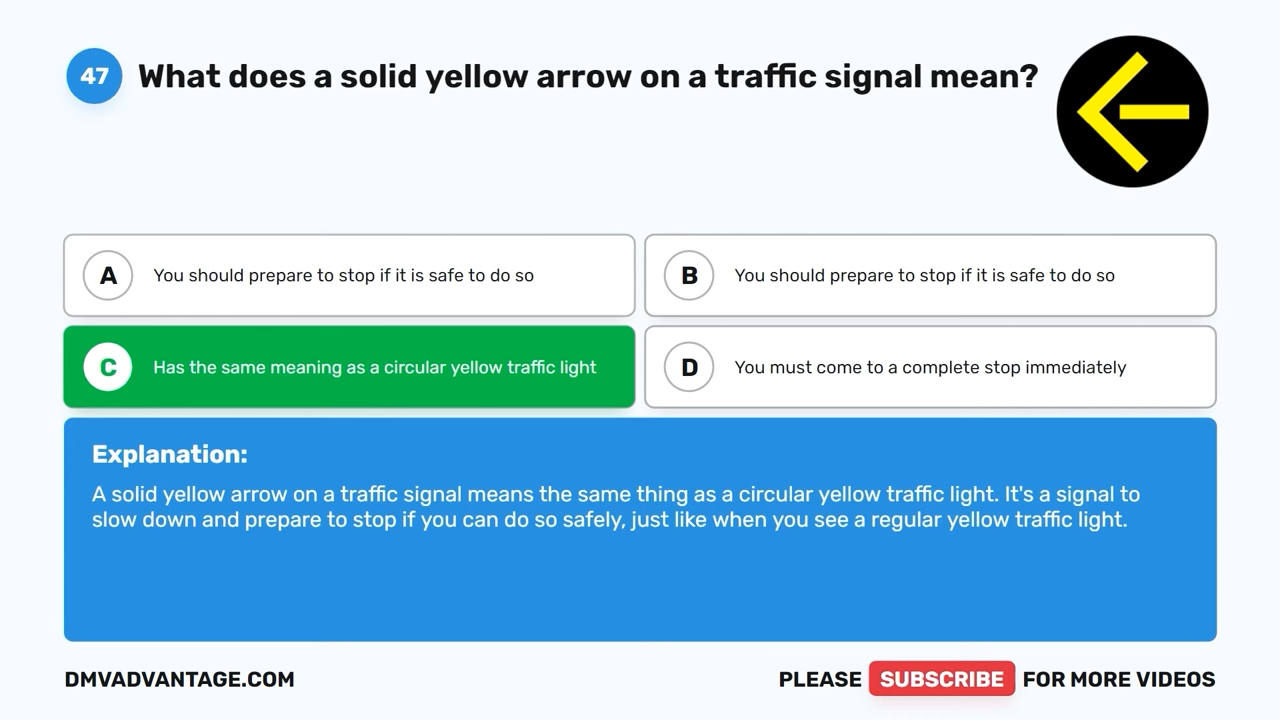 47 What does a solid yellow arrow on a traffic signal mean?
A You should prepare to stop if it is safe to do so
B You should prepare to stop if it is safe to do so
C Has the same meaning as a circular yellow traffic light
D You must come to a complete stop immediately
Explanation:
A solid yellow arrow on a traffic signal means the same thing as a circular yellow traffic light. It's a signal to
slow down and prepare to stop if you can do so safely, just like when you see a regular yellow traffic light.
DMVADVANTAGE.COM
PLEASE SUBSCRIBE FOR MORE VIDEOS